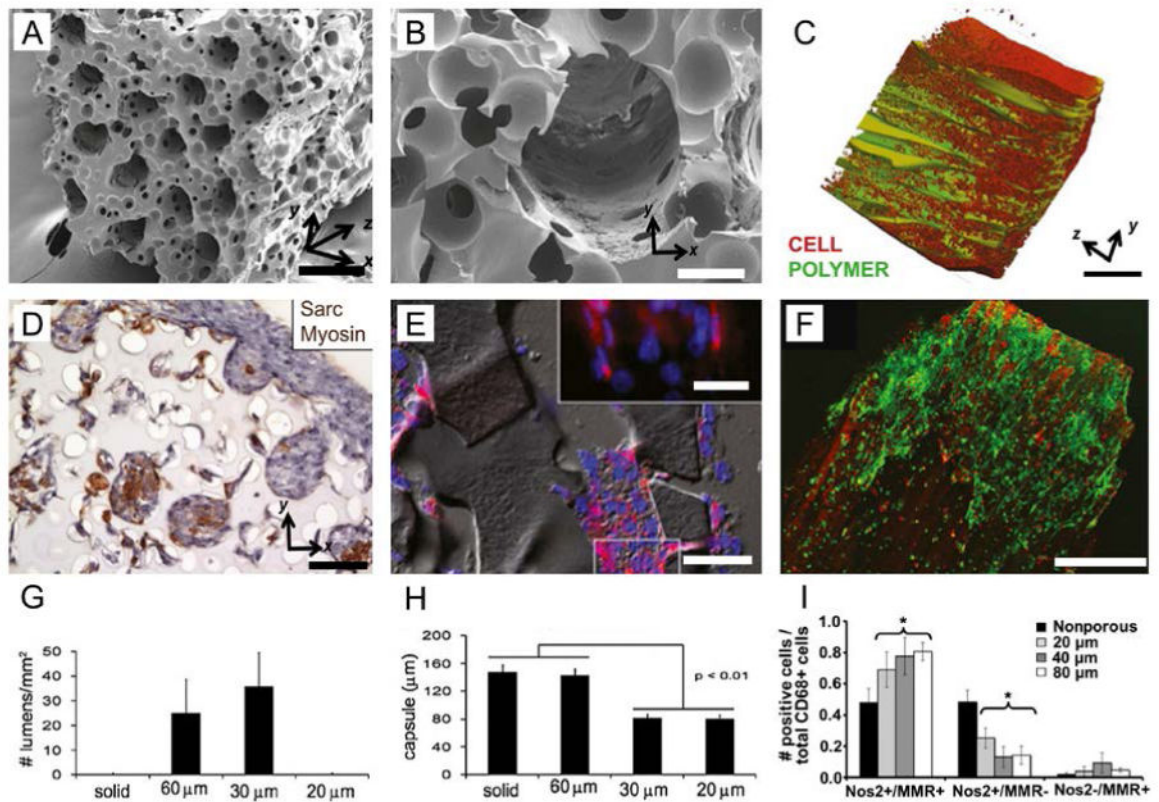 A
B
C
y
z
x
y
x
CELL
POLYMER
z
y
D
Sarc
Myosin
y
x
E
F
G
# lumens/mm²
50
40
30
20
10
0
solid
60 μm
30 μm
20 μm
H
capsule (μm)
200
160
120
80
40
0
p < 0.01
solid
60 μm
30 μm
20 μm
I
# positive cells /
total CD68+ cells
1.0
0.8
0.6
0.4
0.2
0.0
*
*
Nonporous
20 μm
40 μm
80 μm
Nos2+/MMR+
Nos2+/MMR-
Nos2-/MMR+